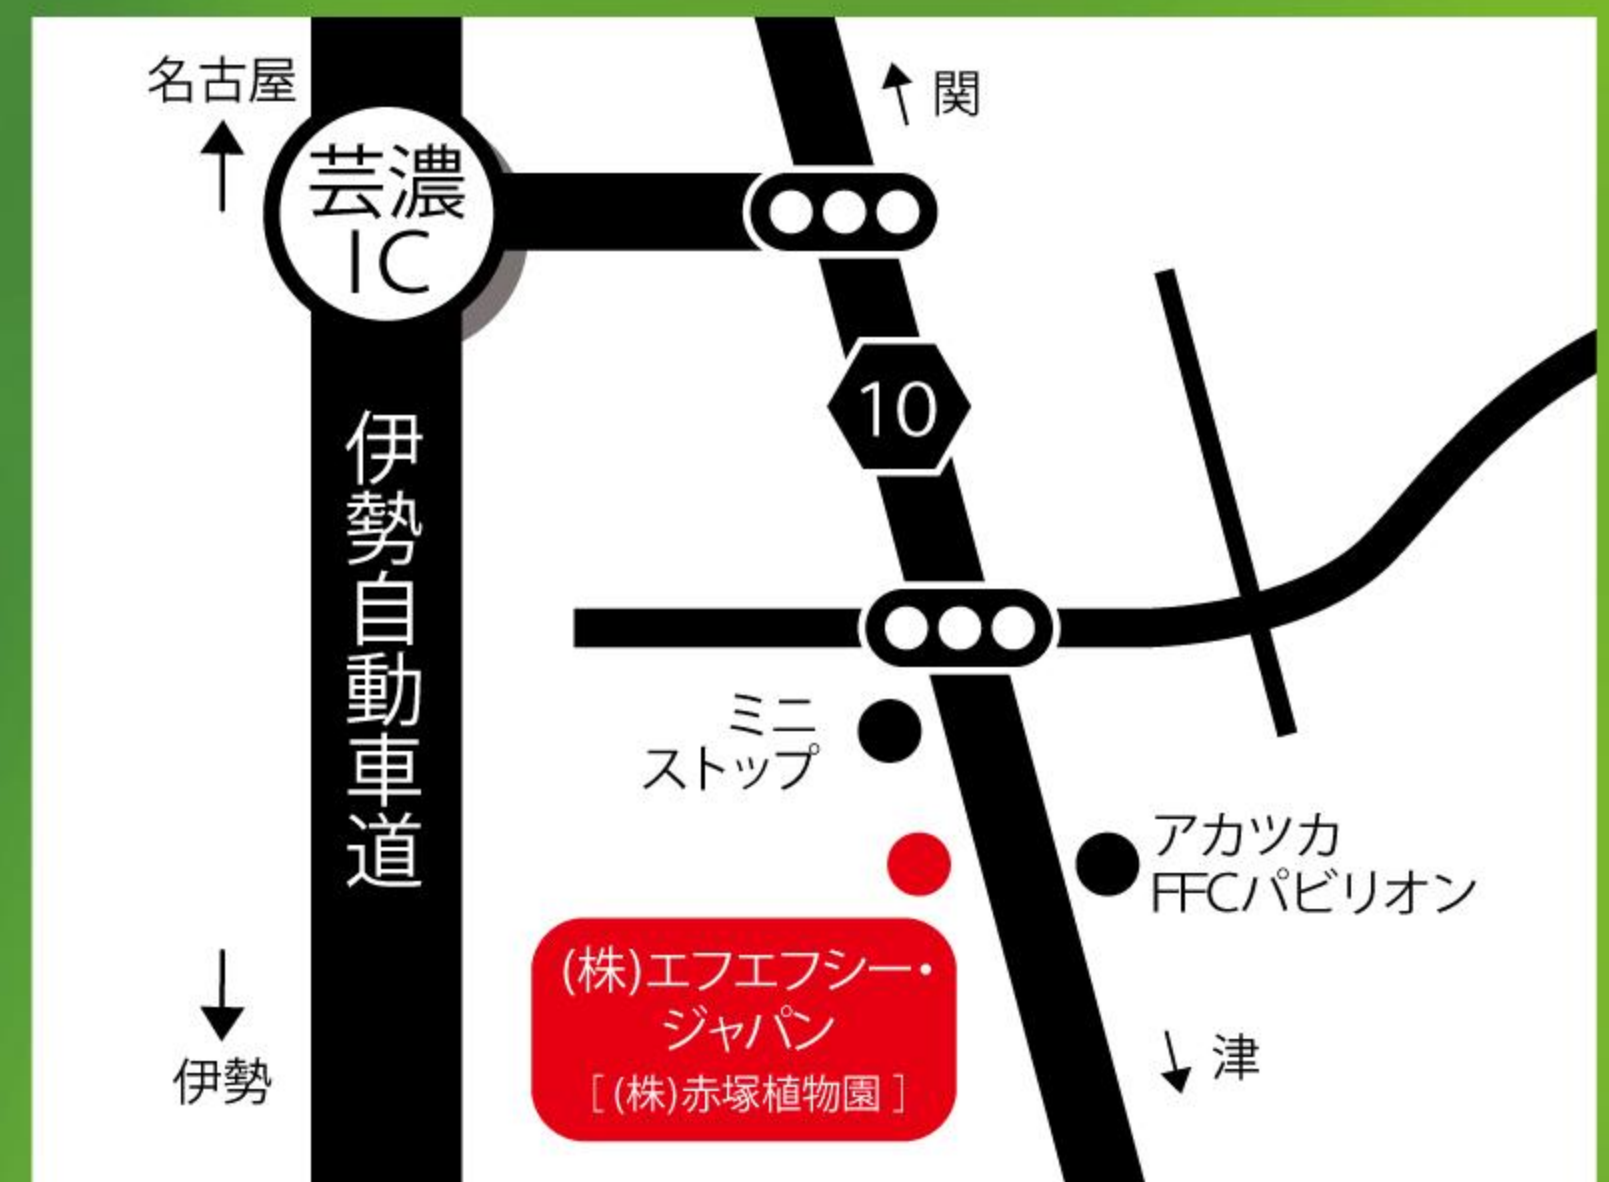 名古屋
関
芸濃
IC
10
伊勢自動車道
ミニ
ストップ
アカツカ
FFCパビリオン
(株)エフエフシー・
ジャパン
[(株)赤塚植物園]
伊勢
津